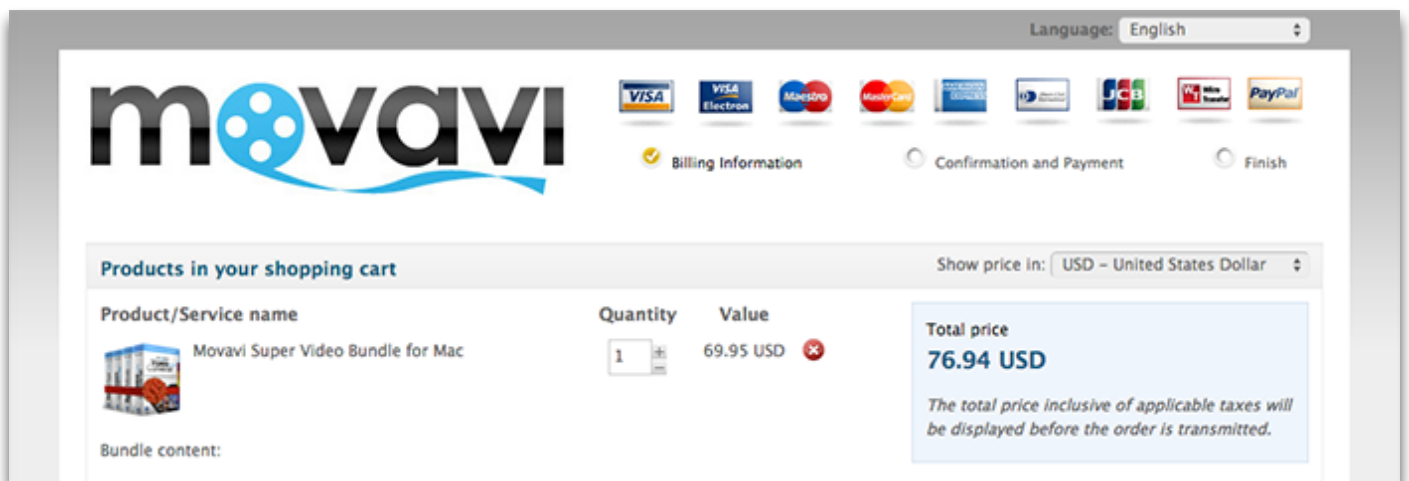 Language: English
movavi
VISA VISA Electron Maestro MasterCard JCB PayPal
Billing Information Confirmation and Payment Finish
Products in your shopping cart Show price in: USD – United States Dollar
Product/Service name Quantity Value
Total price
Movavi Super Video Bundle for Mac 1 69.95 USD
76.94 USD
The total price inclusive of applicable taxes will
be displayed before the order is transmitted.
Bundle content: